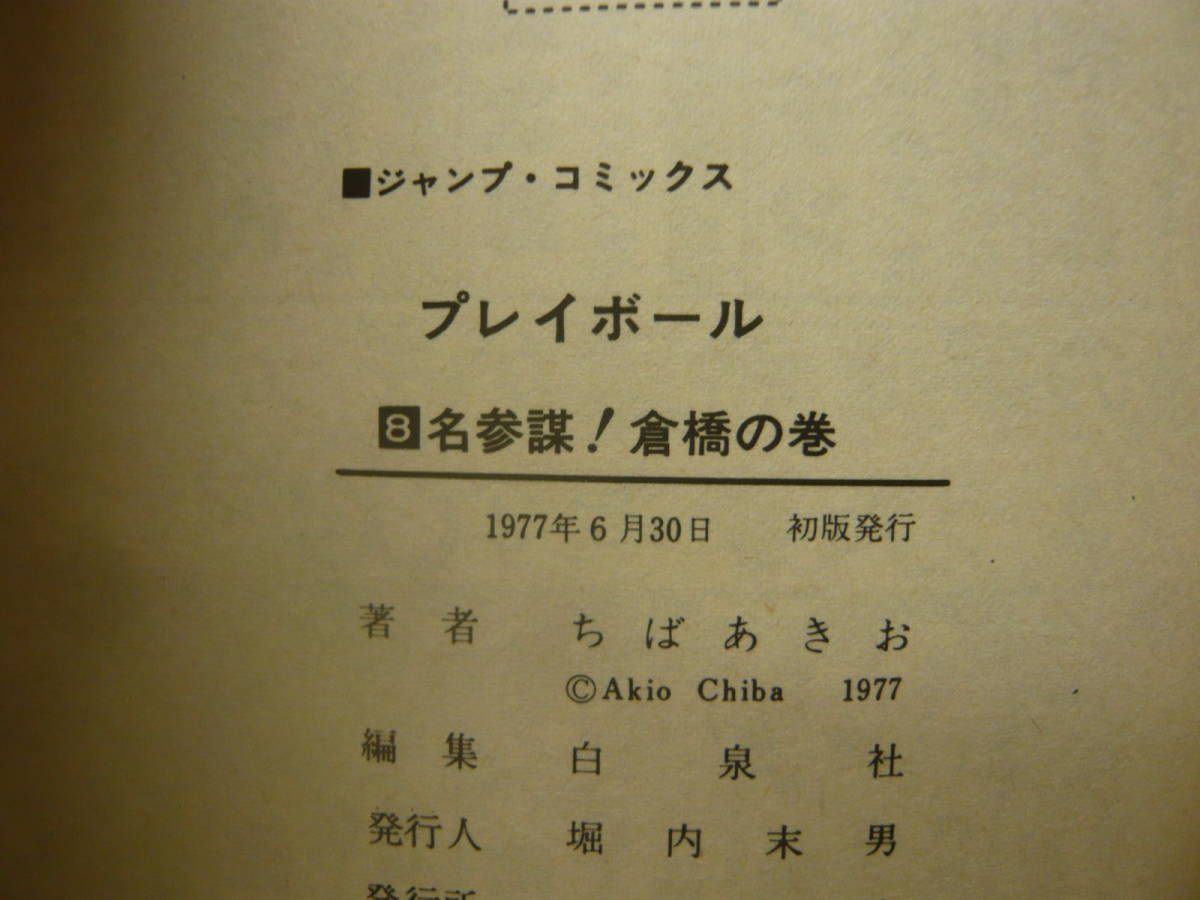 ■ジャンプ・コミックス
プレイボール
8名参謀!倉橋の巻
1977年6月30日 初版発行
著者 ちばあきお
©Akio Chiba 1977
編集 白泉社
発行人 堀内末男
発行所